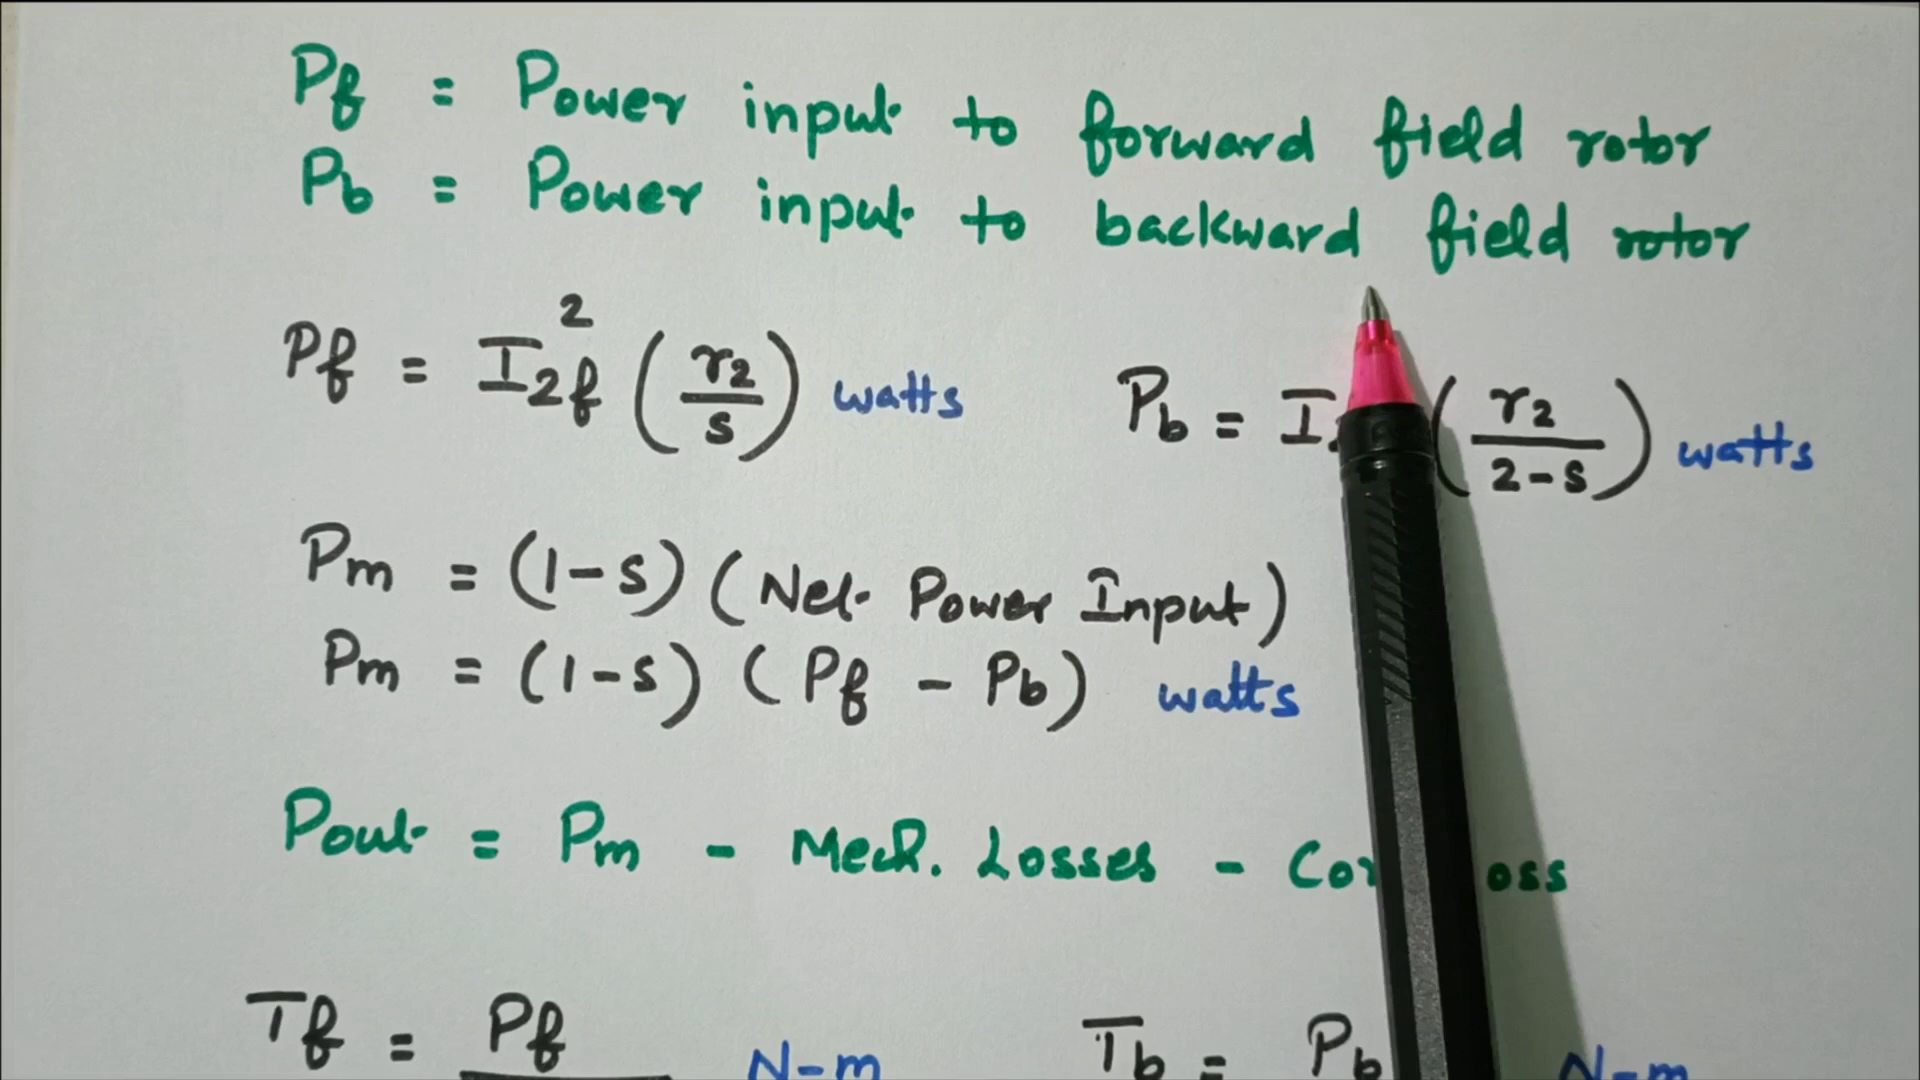 Pf = Power input to forward field rotor
Pb = Power input to backward field rotor
Pf = I2f² (r2/s) watts
Pb = I (r2/2-s) watts
Pm = (1-s) (Net Power Input)
Pm = (1-s) (Pf - Pb) watts
Pout = Pm - Mech. Losses -
Tf = Pf N-m
Tb = Pb N-m